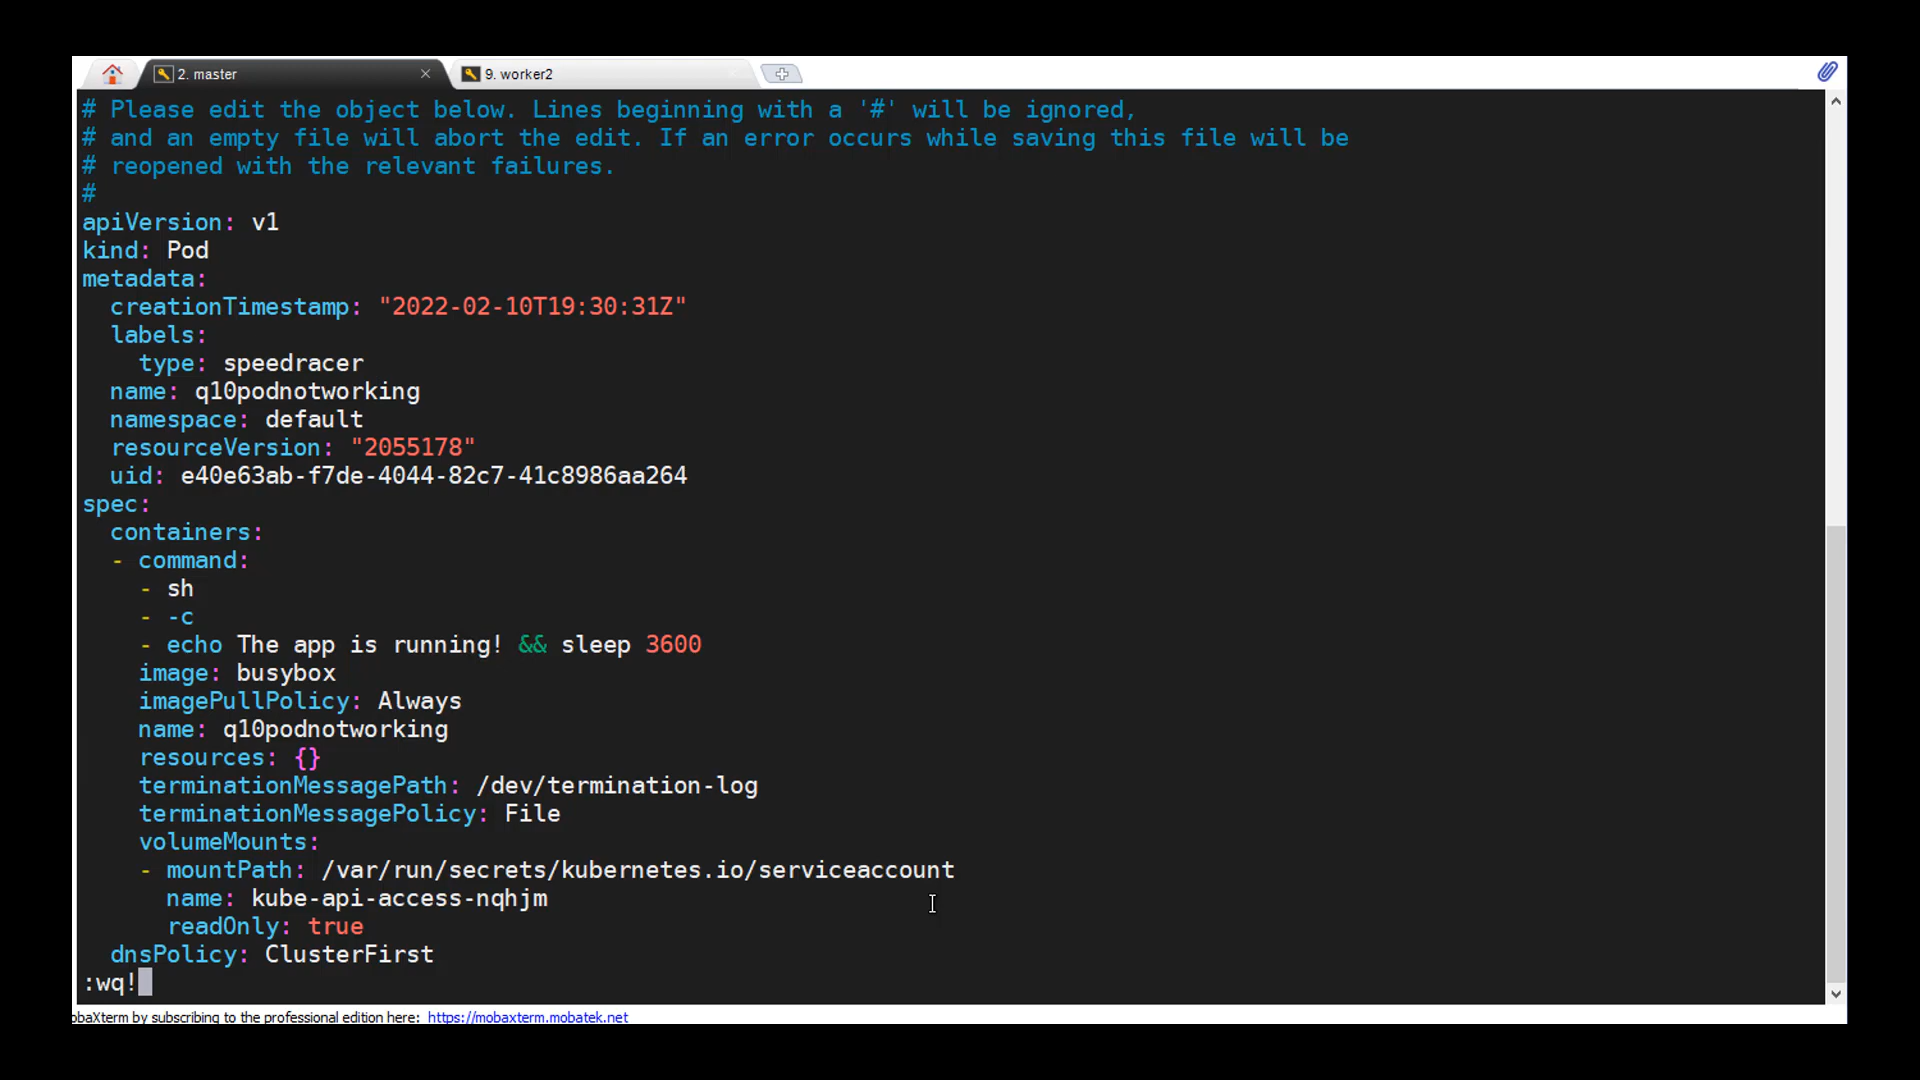 2. master
9. worker2
# Please edit the object below. Lines beginning with a '#' will be ignored,
# and an empty file will abort the edit. If an error occurs while saving this file will be
# reopened with the relevant failures.
#
apiVersion: v1
kind: Pod
metadata:
  creationTimestamp: "2022-02-10T19:30:31Z"
  labels:
    type: speedracer
  name: q10podnotworking
  namespace: default
  resourceVersion: "2055178"
  uid: e40e63ab-f7de-4044-82c7-41c8986aa264
spec:
  containers:
  - command:
    - sh
    - -c
    - echo The app is running! && sleep 3600
    image: busybox
    imagePullPolicy: Always
    name: q10podnotworking
    resources: {}
    terminationMessagePath: /dev/termination-log
    terminationMessagePolicy: File
    volumeMounts:
    - mountPath: /var/run/secrets/kubernetes.io/serviceaccount
      name: kube-api-access-nqhjm
      readOnly: true
  dnsPolicy: ClusterFirst
:wq!
obaXterm by subscribing to the professional edition here: https://mobaxterm.mobatek.net